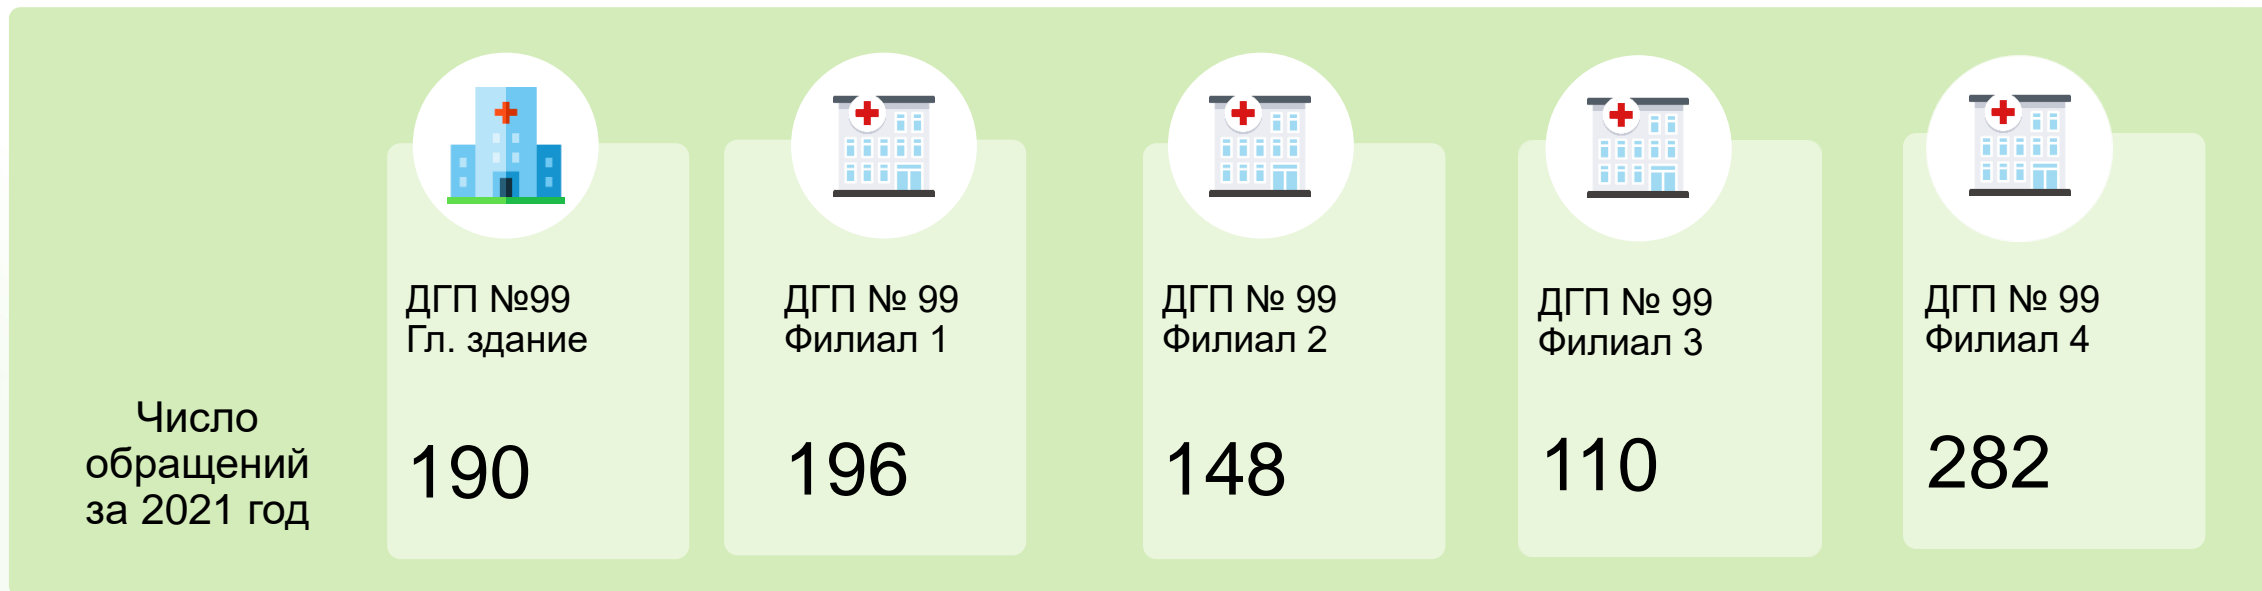 ДГП №99
Гл. здание
ДГП № 99
Филиал 1
ДГП № 99
Филиал 2
ДГП № 99
Филиал 3
ДГП № 99
Филиал 4
Число
обращений
за 2021 год
190
196
148
110
282